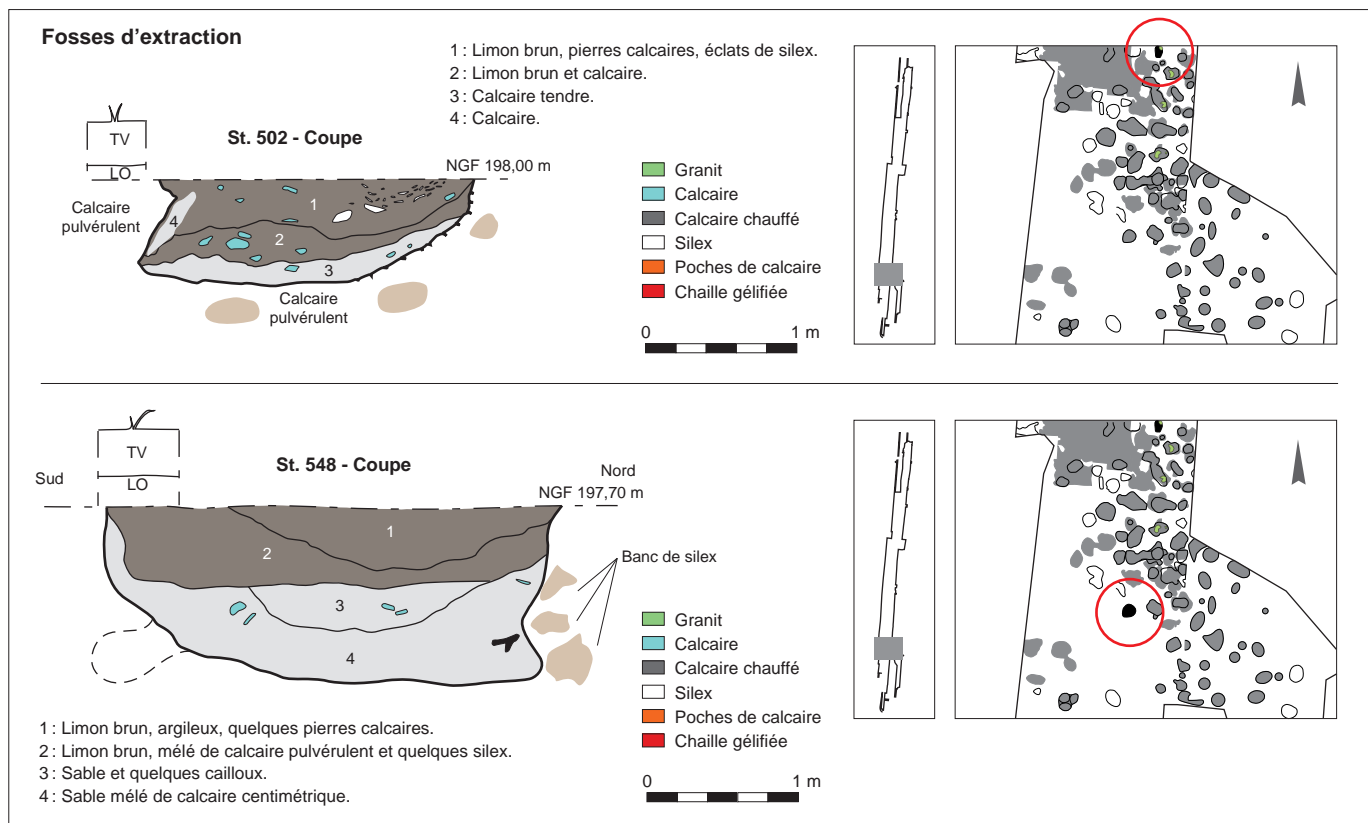 Fosses d'extraction
1 : Limon brun, pierres calcaires, éclats de silex.
2 : Limon brun et calcaire.
3 : Calcaire tendre.
4 : Calcaire.
TV
LO
St. 502 - Coupe
NGF 198,00 m
Calcaire
pulvérulent
1
2
3
4
Calcaire
pulvérulent
Granit
Calcaire
Calcaire chauffé
Silex
Poches de calcaire
Chaille gélifiée
0 1 m
TV
LO
Sud
St. 548 - Coupe
Nord
NGF 197,70 m
1
2
3
4
Banc de silex
Granit
Calcaire
Calcaire chauffé
Silex
Poches de calcaire
Chaille gélifiée
0 1 m
1 : Limon brun, argileux, quelques pierres calcaires.
2 : Limon brun, mélé de calcaire pulvérulent et quelques silex.
3 : Sable et quelques cailloux.
4 : Sable mélé de calcaire centimétrique.